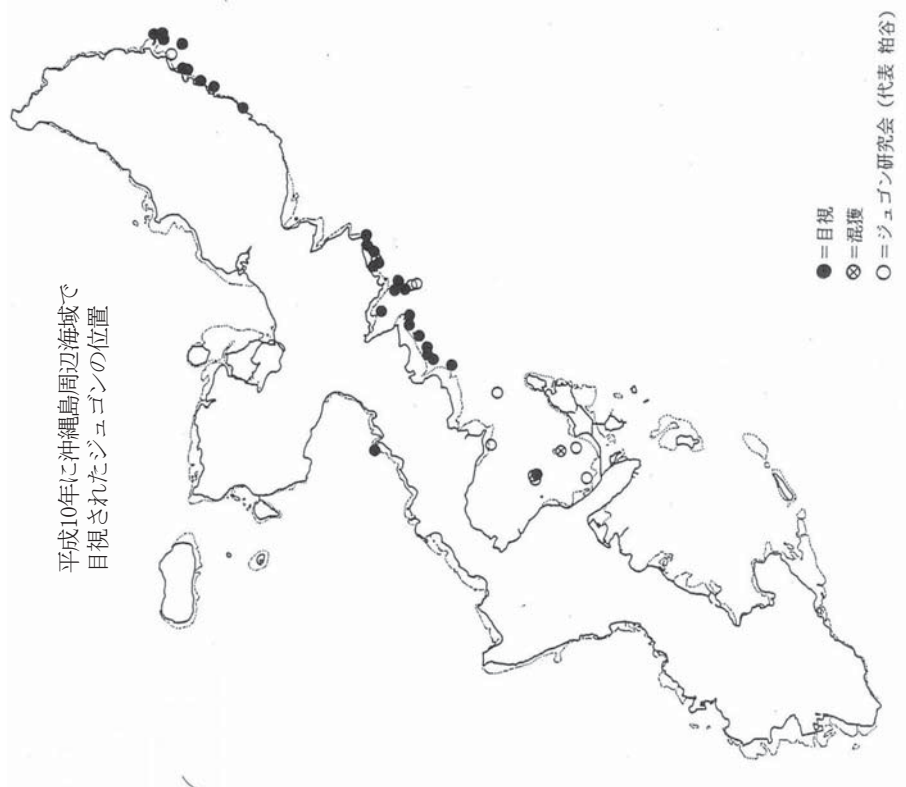 平成10年に沖縄島周辺海域で
目視されたジュゴンの位置
●=目視
⊗=混獲
○=ジュゴン研究会(代表 粕谷)